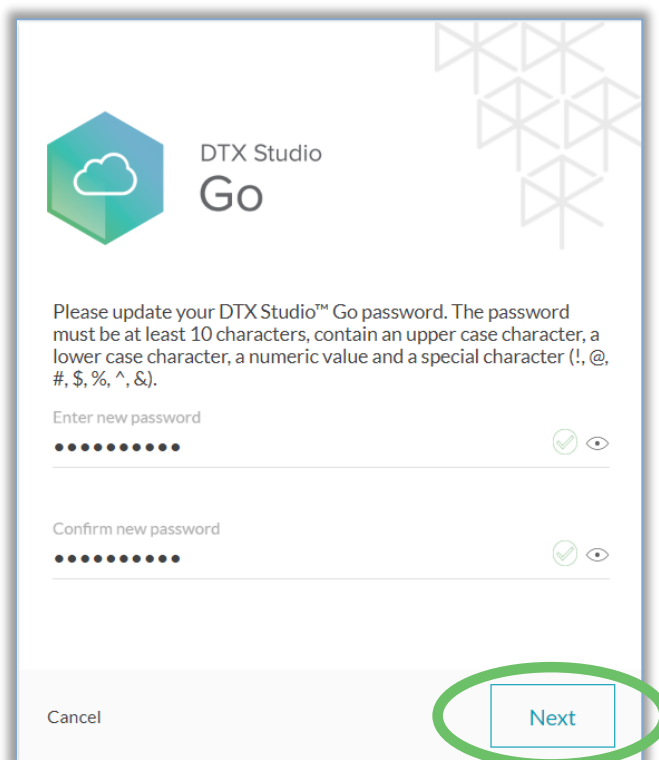 DTX Studio
Go
Please update your DTX Studio™ Go password. The password
must be at least 10 characters, contain an upper case character, a
lower case character, a numeric value and a special character (!, @,
#, $, %, ^, &).
Enter new password
●●●●●●●●●●
Confirm new password
●●●●●●●●●●
Cancel
Next